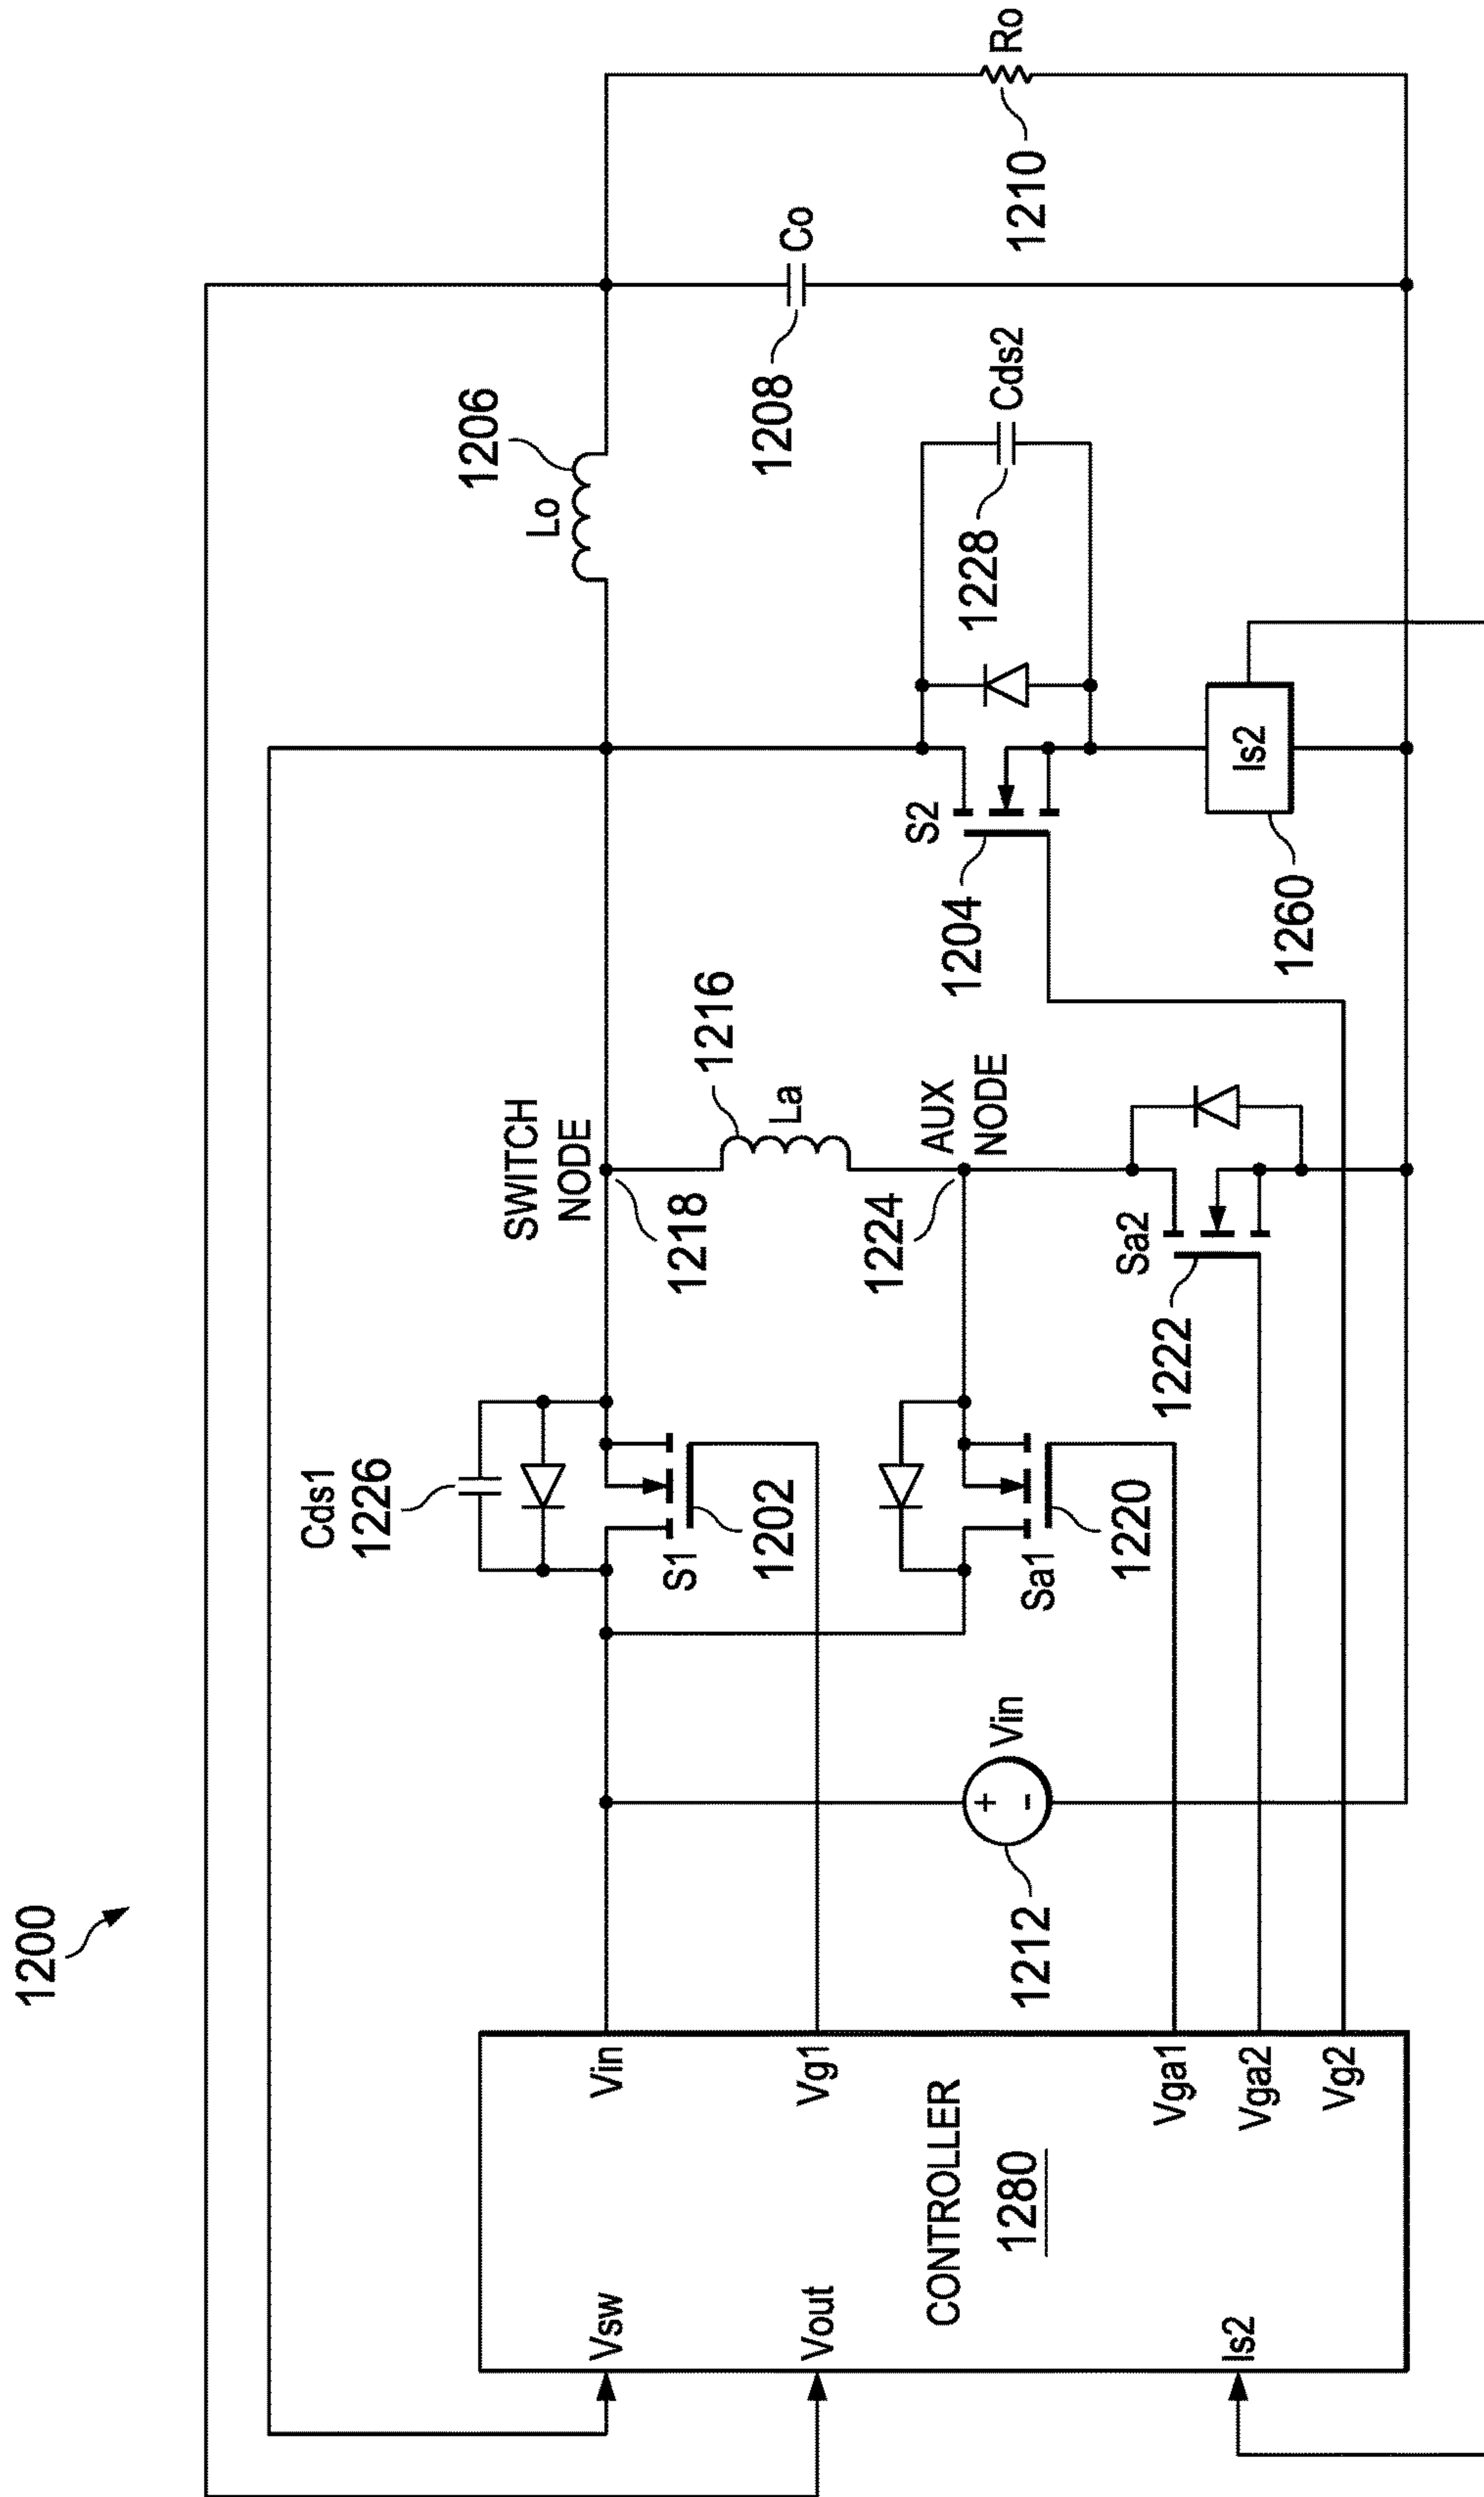 1200
Vsw
Vout
Is2
CONTROLLER
1280
Vin
Vg1
Vga1
Vga2
Vg2
1212
Vin
Cds1
1226
S1
1202
Sa1
1220
SWITCH
NODE
1218
1216
La
AUX
NODE
1224
Sa2
1222
S2
1204
Is2
1260
1228
Cds2
Lo
1206
1208
Co
1210
Ro